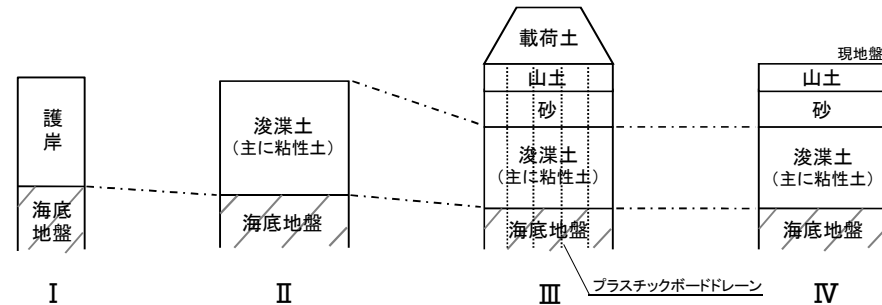 護岸
海底
地盤
Ⅰ
浚渫土
(主に粘性土)
海底地盤
Ⅱ
載荷土
山土
砂
浚渫土
(主に粘性土)
海底地盤
プラスチックボードドレーン
Ⅲ
現地盤
山土
砂
浚渫土
(主に粘性土)
海底地盤
Ⅳ